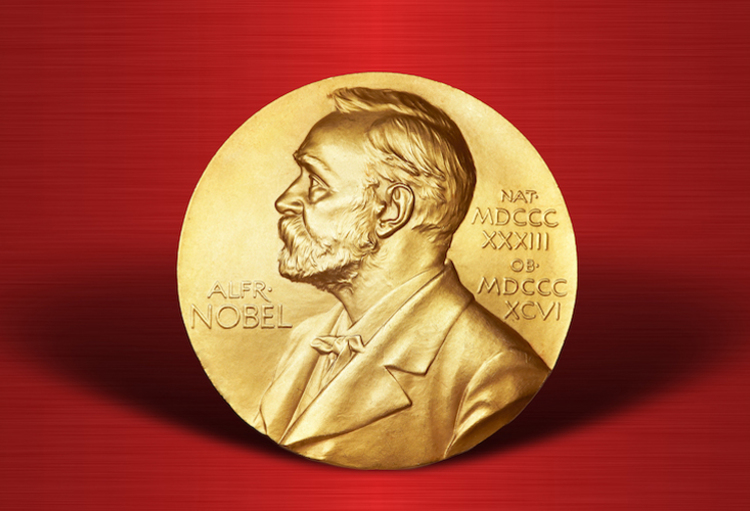 ALFR·
NOBEL
NAT·
MDCCC
XXXIII
OB·
MDCCC
XCVI